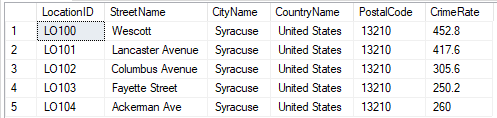 LocationID StreetName CityName CountryName PostalCode CrimeRate
1 LO100 Wescott Syracuse United States 13210 452.8
2 LO101 Lancaster Avenue Syracuse United States 13210 417.6
3 LO102 Columbus Avenue Syracuse United States 13210 305.6
4 LO103 Fayette Street Syracuse United States 13210 250.2
5 LO104 Ackerman Ave Syracuse United States 13210 260